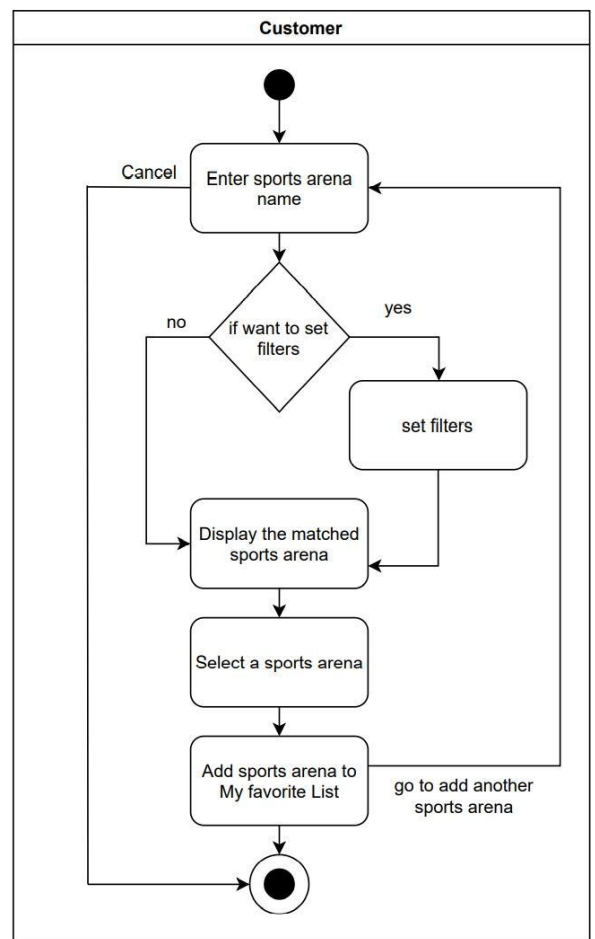 Customer
Cancel
Enter sports arena
name
no
yes
if want to set
filters
set filters
Display the matched
sports arena
Select a sports arena
Add sports arena to
My favorite List
go to add another
sports arena